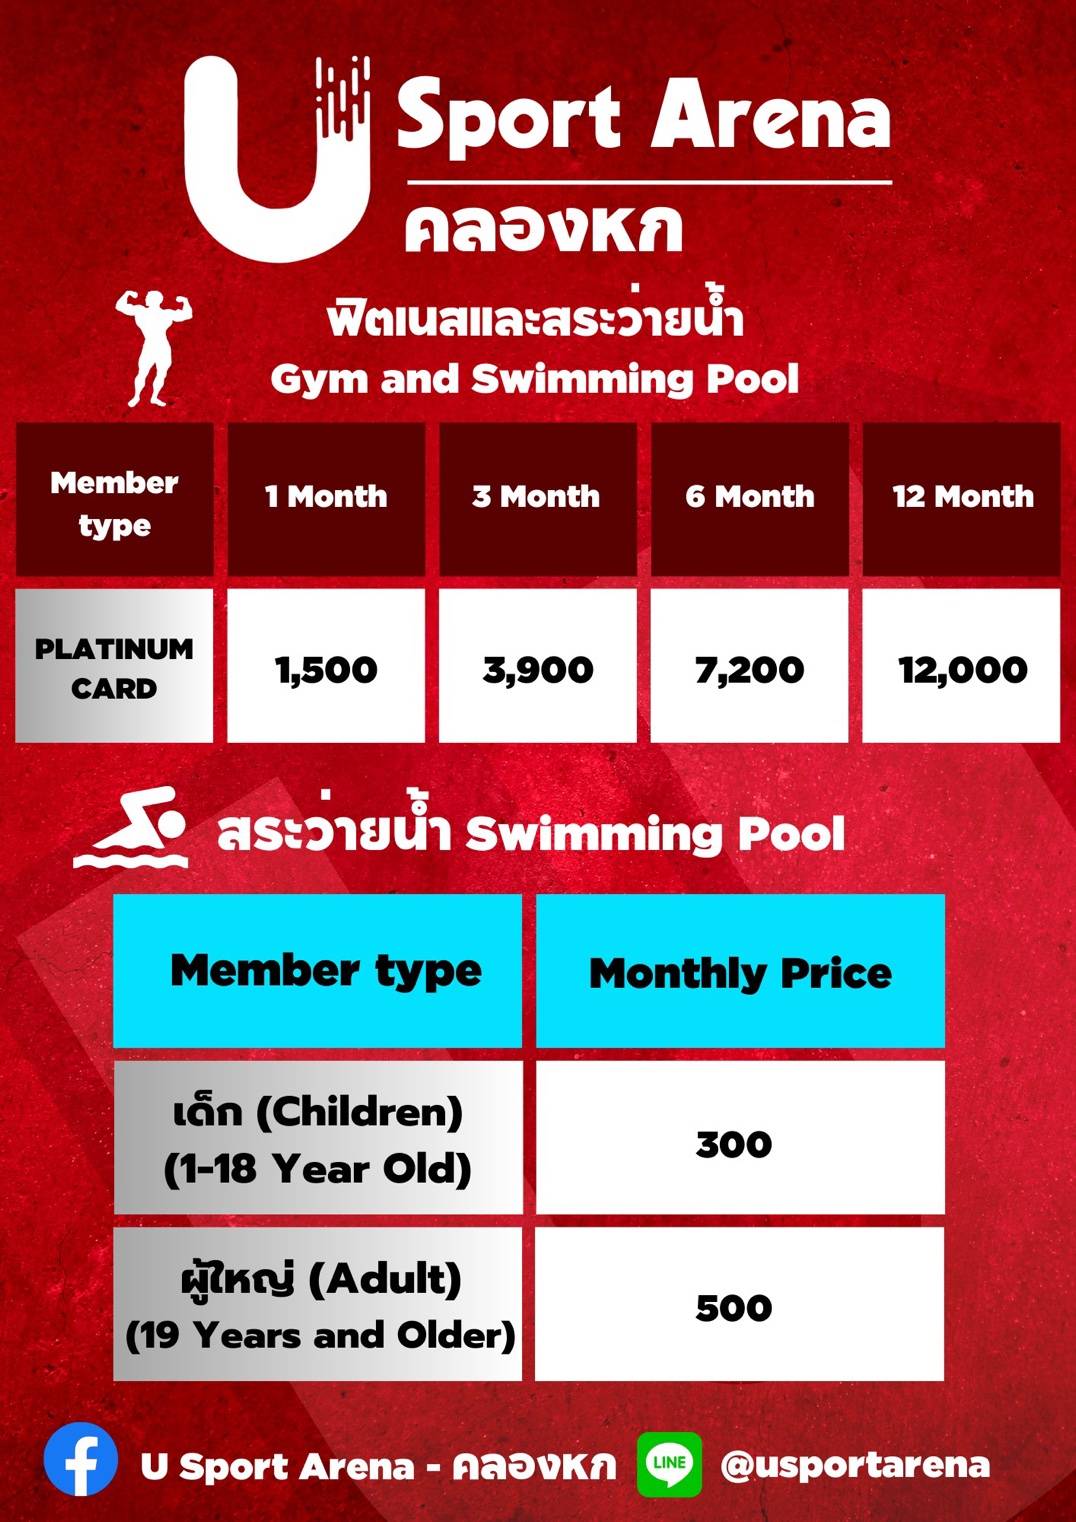 U Sport Arena
คลองหก
ฟิตเนสและสระว่ายน้ำ
Gym and Swimming Pool
Member type
1 Month
3 Month
6 Month
12 Month
PLATINUM CARD
1,500
3,900
7,200
12,000
สระว่ายน้ำ Swimming Pool
Member type
Monthly Price
เด็ก (Children)
(1-18 Year Old)
300
ผู้ใหญ่ (Adult)
(19 Years and Older)
500
U Sport Arena - คลองหก
LINE
@usportarena